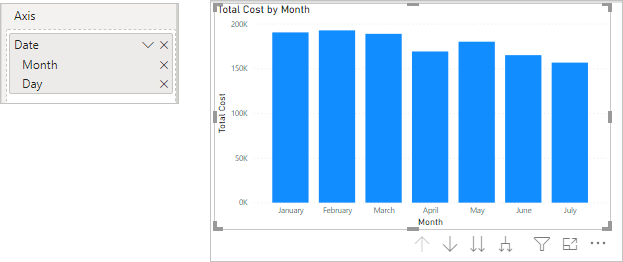 Axis
Date
Month
Day
Total Cost by Month
200K
150K
100K
50K
0K
Total Cost
January February March April May June July
Month